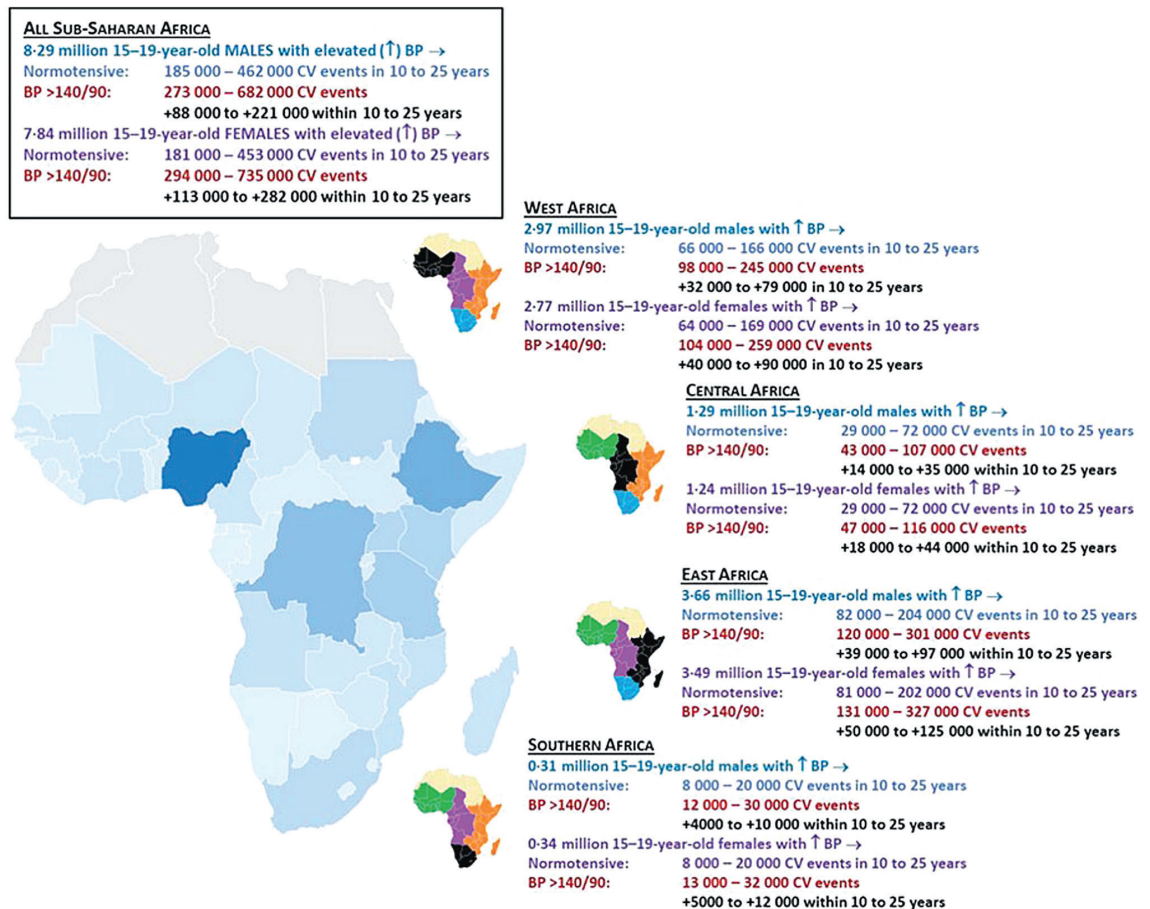 ALL SUB-SAHARAN AFRICA
8·29 million 15–19-year-old MALES with elevated (↑) BP →
Normotensive: 185 000 – 462 000 CV events in 10 to 25 years
BP >140/90: 273 000 – 682 000 CV events
+88 000 to +221 000 within 10 to 25 years
7·84 million 15–19-year-old FEMALES with elevated (↑) BP →
Normotensive: 181 000 – 453 000 CV events in 10 to 25 years
BP >140/90: 294 000 – 735 000 CV events
+113 000 to +282 000 within 10 to 25 years
WEST AFRICA
2·97 million 15–19-year-old males with ↑ BP →
Normotensive: 66 000 – 166 000 CV events in 10 to 25 years
BP >140/90: 98 000 – 245 000 CV events
+32 000 to +79 000 in 10 to 25 years
2·77 million 15–19-year-old females with ↑ BP →
Normotensive: 64 000 – 169 000 CV events in 10 to 25 years
BP >140/90: 104 000 – 259 000 CV events
+40 000 to +90 000 in 10 to 25 years
CENTRAL AFRICA
1·29 million 15–19-year-old males with ↑ BP →
Normotensive: 29 000 – 72 000 CV events in 10 to 25 years
BP >140/90: 43 000 – 107 000 CV events
+14 000 to +35 000 within 10 to 25 years
1·24 million 15–19-year-old females with ↑ BP →
Normotensive: 29 000 – 72 000 CV events in 10 to 25 years
BP >140/90: 47 000 – 116 000 CV events
+18 000 to +44 000 within 10 to 25 years
EAST AFRICA
3·66 million 15–19-year-old males with ↑ BP →
Normotensive: 82 000 – 204 000 CV events in 10 to 25 years
BP >140/90: 120 000 – 301 000 CV events
+39 000 to +97 000 within 10 to 25 years
3·49 million 15–19-year-old females with ↑ BP →
Normotensive: 81 000 – 202 000 CV events in 10 to 25 years
BP >140/90: 131 000 – 327 000 CV events
+50 000 to +125 000 within 10 to 25 years
SOUTHERN AFRICA
0·31 million 15–19-year-old males with ↑ BP →
Normotensive: 8 000 – 20 000 CV events in 10 to 25 years
BP >140/90: 12 000 – 30 000 CV events
+4000 to +10 000 within 10 to 25 years
0·34 million 15–19-year-old females with ↑ BP →
Normotensive: 8 000 – 20 000 CV events in 10 to 25 years
BP >140/90: 13 000 – 32 000 CV events
+5000 to +12 000 within 10 to 25 years